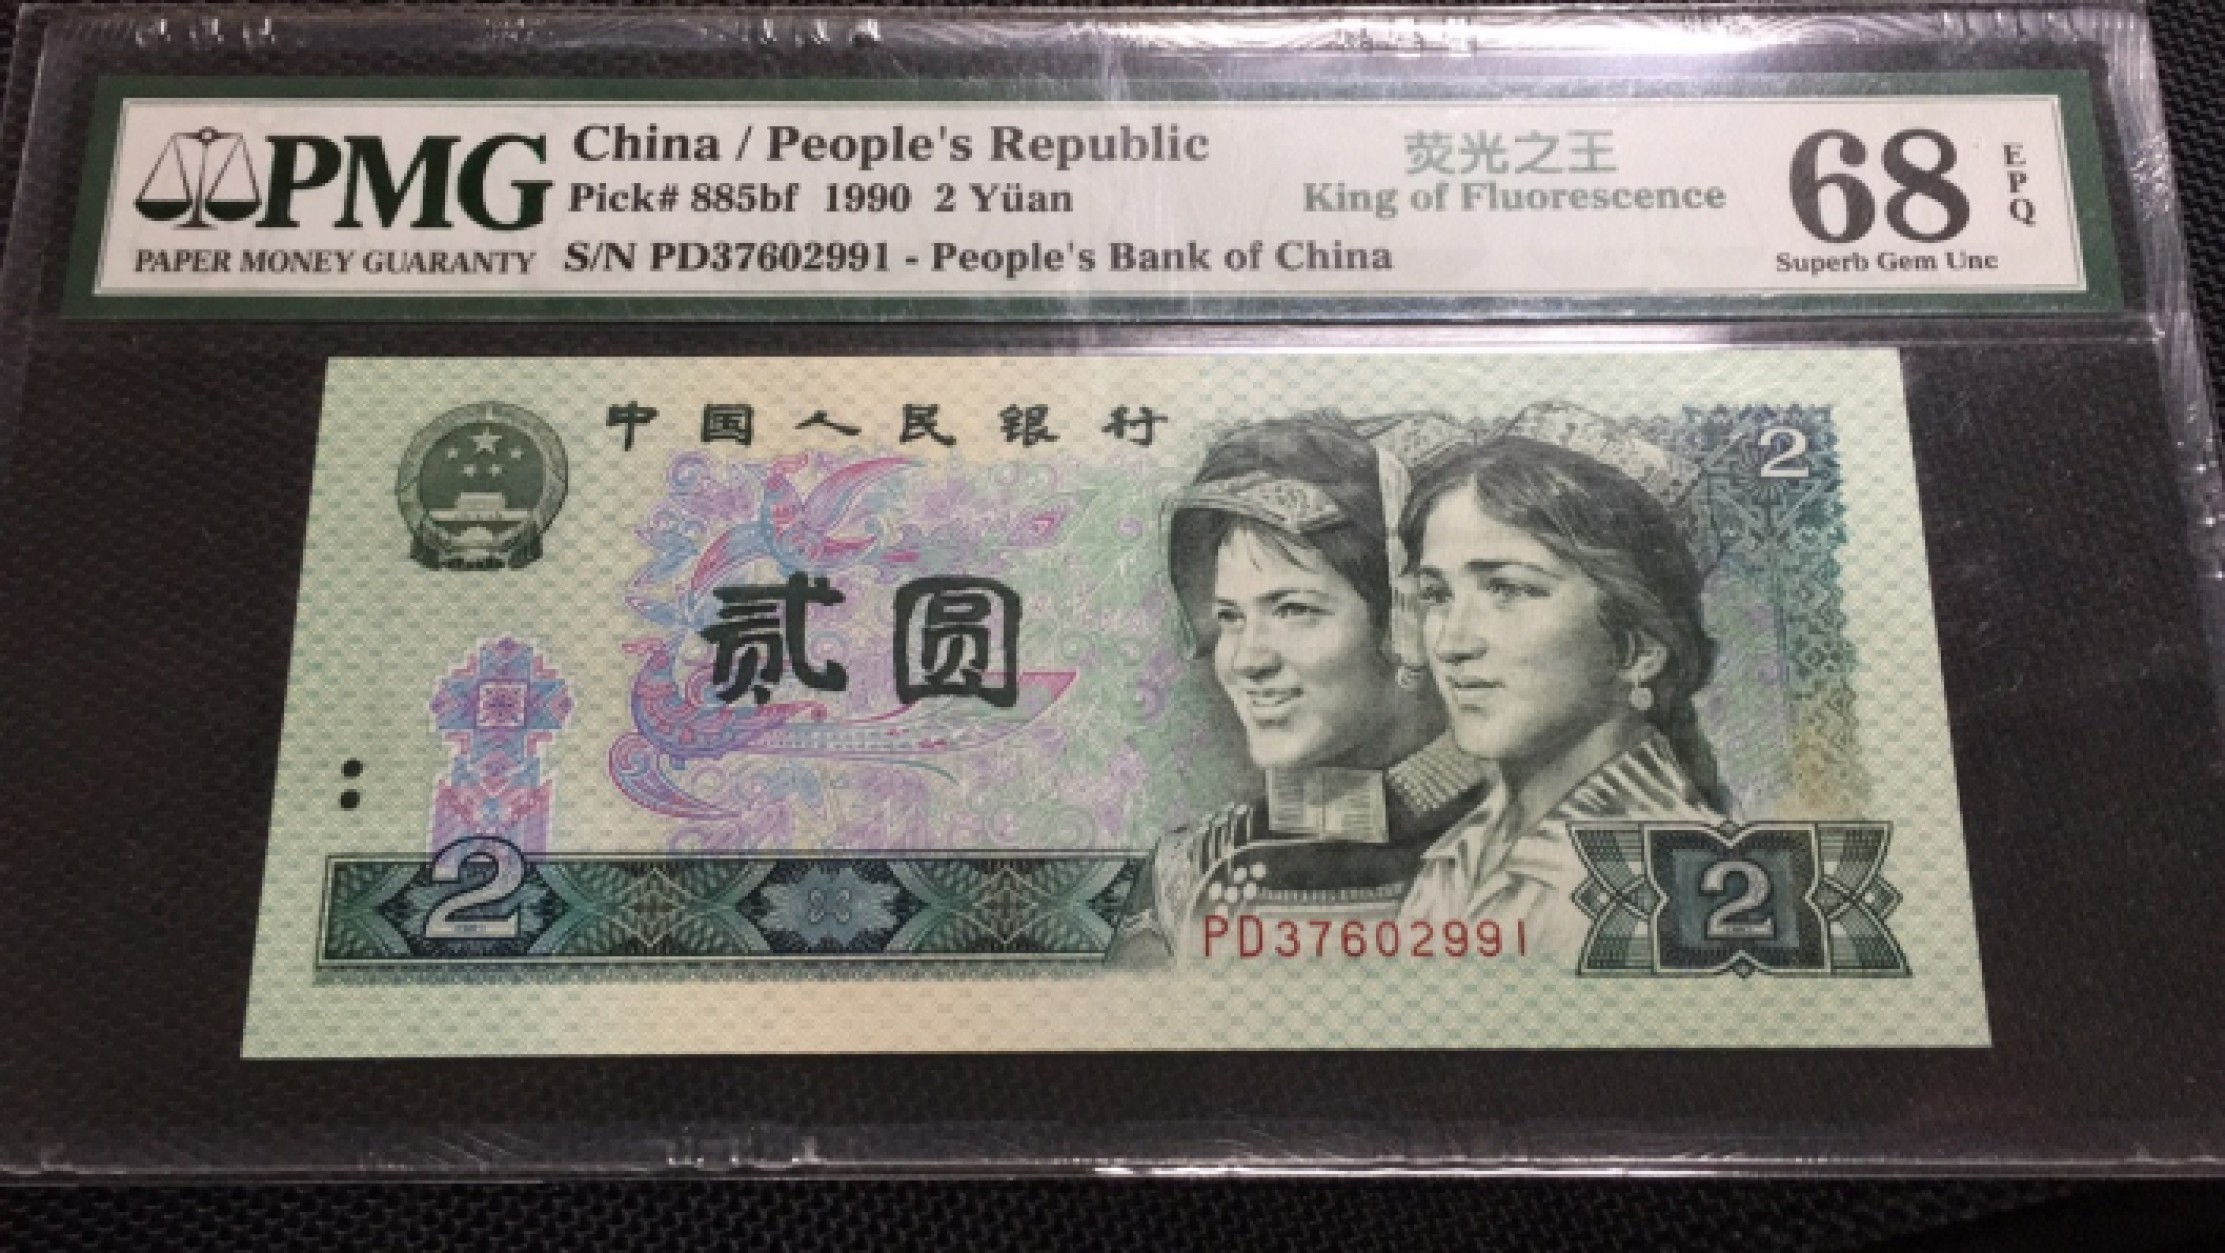 PMG
PAPER MONEY GUARANTY
China / People's Republic
Pick# 885bf 1990 2 Yüan
S/N PD37602991 - People's Bank of China
荧光之王
King of Fluorescence
68
EPQ
Superb Gem Unc
中国人民银行
2
贰圆
2
PD37602991
2